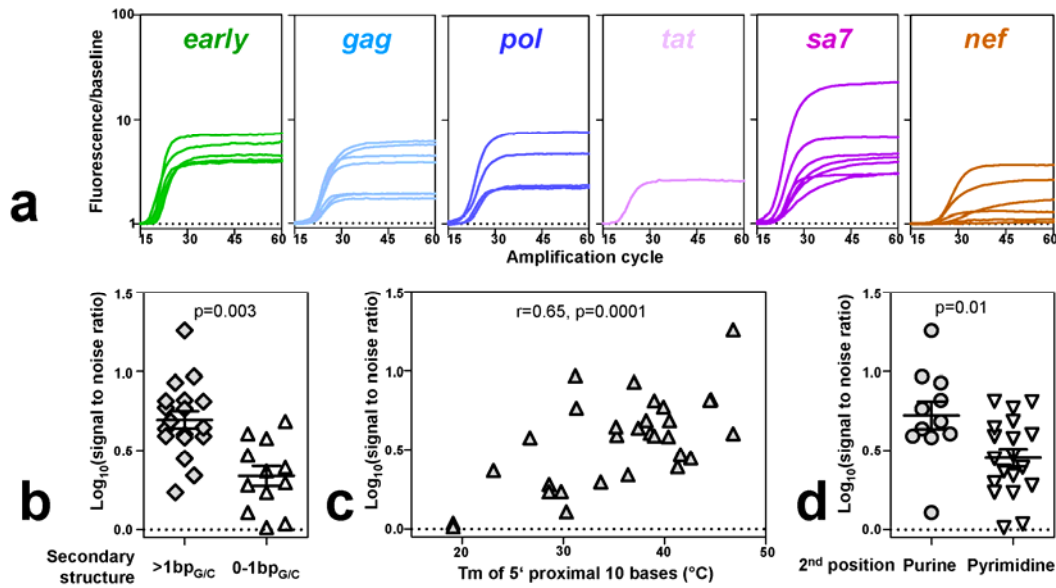 a
Fluorescence/baseline
100
10
1
early
gag
pol
tat
sa7
nef
15 30 45 60
15 30 45 60
15 30 45 60
15 30 45 60
15 30 45 60
15 30 45 60
Amplification cycle
b
Log10(signal to noise ratio)
1.5
1.0
0.5
0.0
p=0.003
Secondary structure
>1bpG/C 0-1bpG/C
c
Log10(signal to noise ratio)
1.5
1.0
0.5
0.0
r=0.65, p=0.0001
20 30 40 50
Tm of 5‘ proximal 10 bases (°C)
d
Log10(signal to noise ratio)
1.5
1.0
0.5
0.0
p=0.01
2nd position Purine Pyrimidine